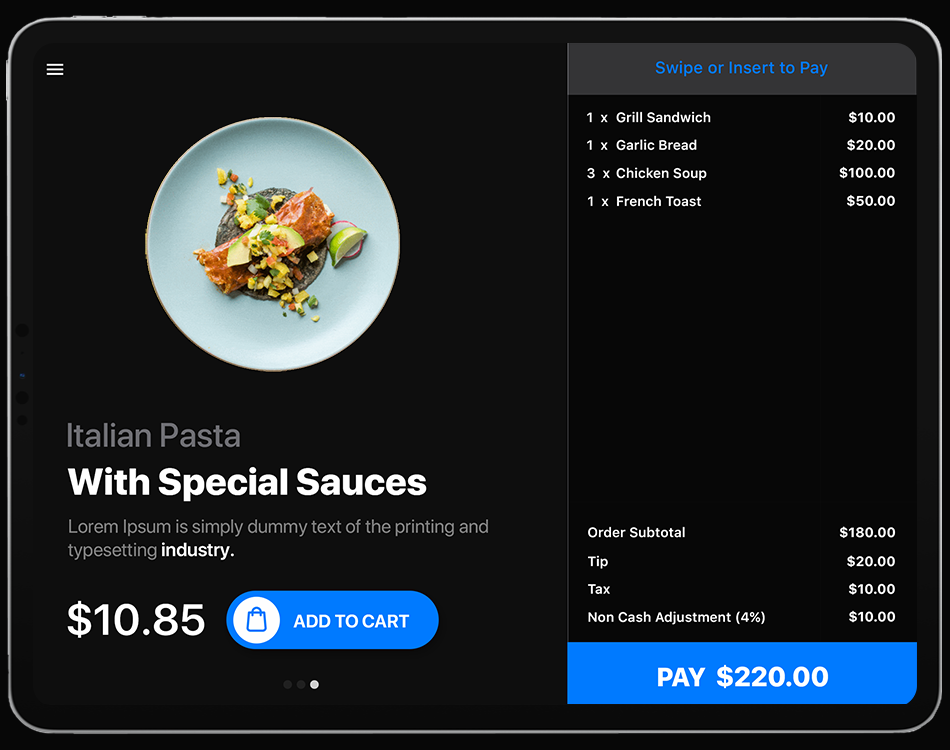 Italian Pasta
With Special Sauces
Lorem Ipsum is simply dummy text of the printing and
typesetting industry.
$10.85
ADD TO CART
Swipe or Insert to Pay
1 x Grill Sandwich $10.00
1 x Garlic Bread $20.00
3 x Chicken Soup $100.00
1 x French Toast $50.00
Order Subtotal $180.00
Tip $20.00
Tax $10.00
Non Cash Adjustment (4%) $10.00
PAY $220.00